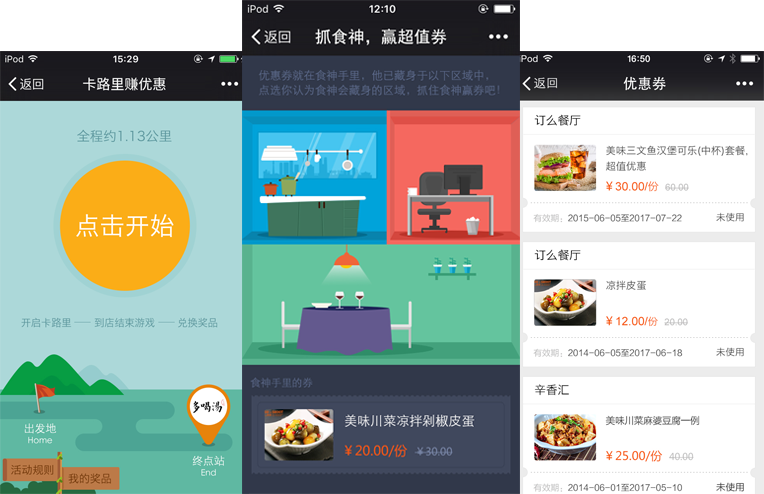 iPod 15:29
返回 卡路里赚优惠
全程约1.13公里
点击开始
开启卡路里 —— 到店结束游戏 —— 兑换奖品
多喝汤
出发地
Home
终点站
End
活动规则
我的奖品
iPod 12:10
返回 抓食神，赢超值券
优惠券就在食神手里，他已藏身于以下区域中，
点选你认为食神会藏身的区域，抓住食神赢券吧！
食神手里的券
美味川菜凉拌剁椒皮蛋
¥20.00/份 ¥30.00
Pod 16:50
返回 优惠券
订么餐厅
美味三文鱼汉堡可乐(中杯)套餐,
超值优惠
¥30.00/份 60.00
有效期：2015-06-05至2017-07-22 未使用
订么餐厅
凉拌皮蛋
¥12.00/份 20.00
有效期：2014-06-05至2017-06-18 未使用
辛香汇
美味川菜麻婆豆腐一例
¥25.00/份 40.00
有效期：2014-06-01至2017-05-10 未使用